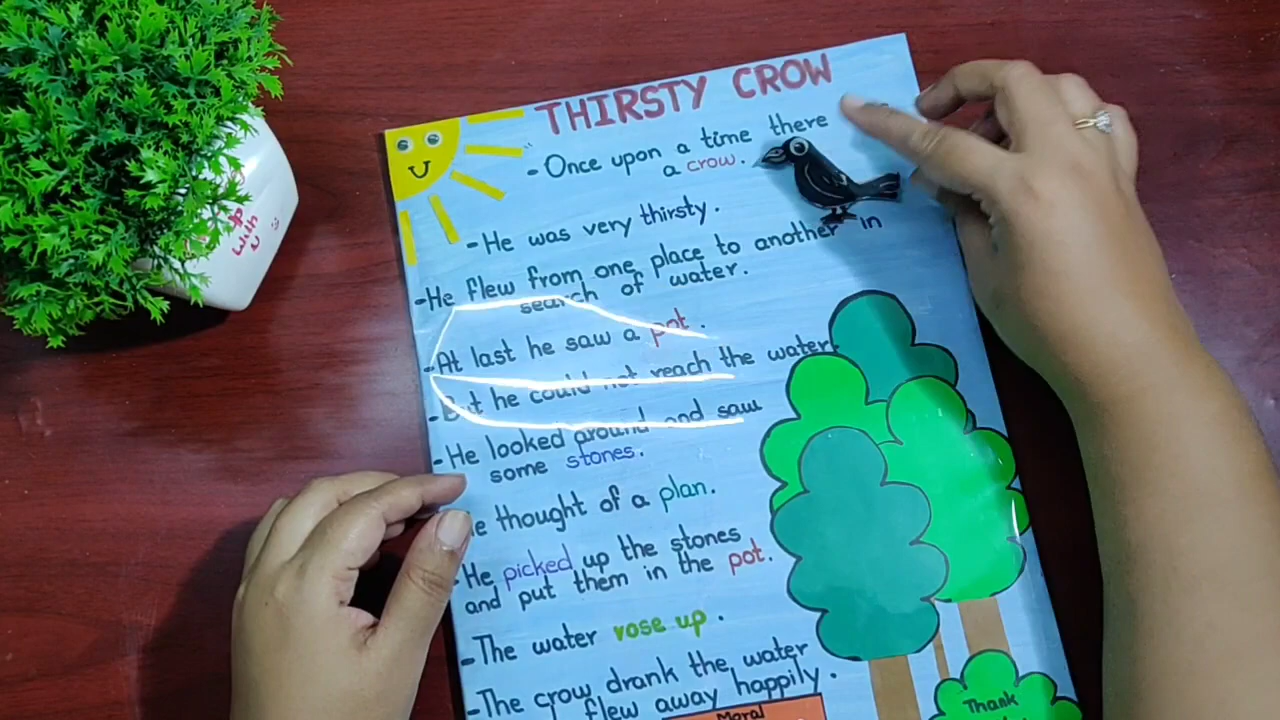 THIRSTY CROW
- Once upon a time there
a crow.
- He was very thirsty.
- He flew from one place to another in
search of water.
- At last he saw a pot.
- But he could not reach the water.
- He looked around and saw
some stones.
He thought of a plan.
- He picked up the stones
and put them in the pot.
- The water rose up.
- The crow drank the water
flew away happily.
Moral
Thank
with
U